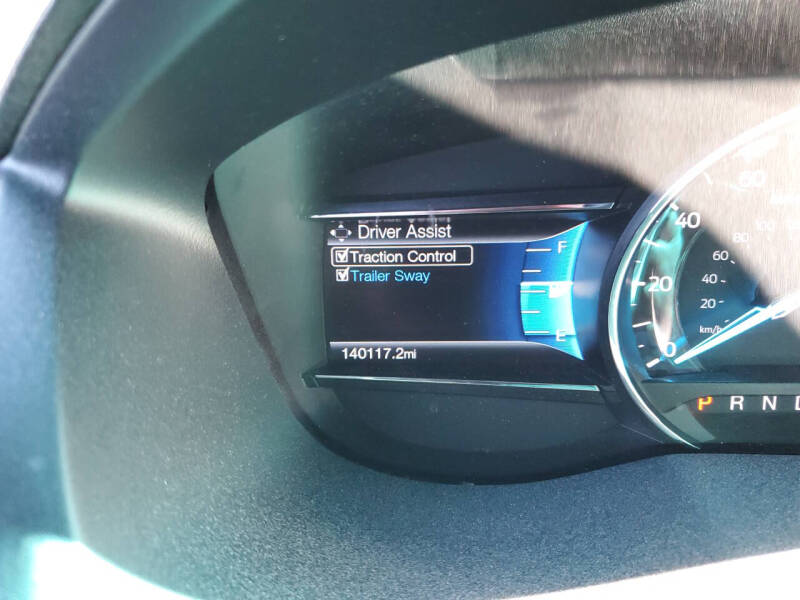 Driver Assist
Traction Control
Trailer Sway
F
E
140117.2mi
60
40
20
0
100
80
60
40
20
km/h
P R N D